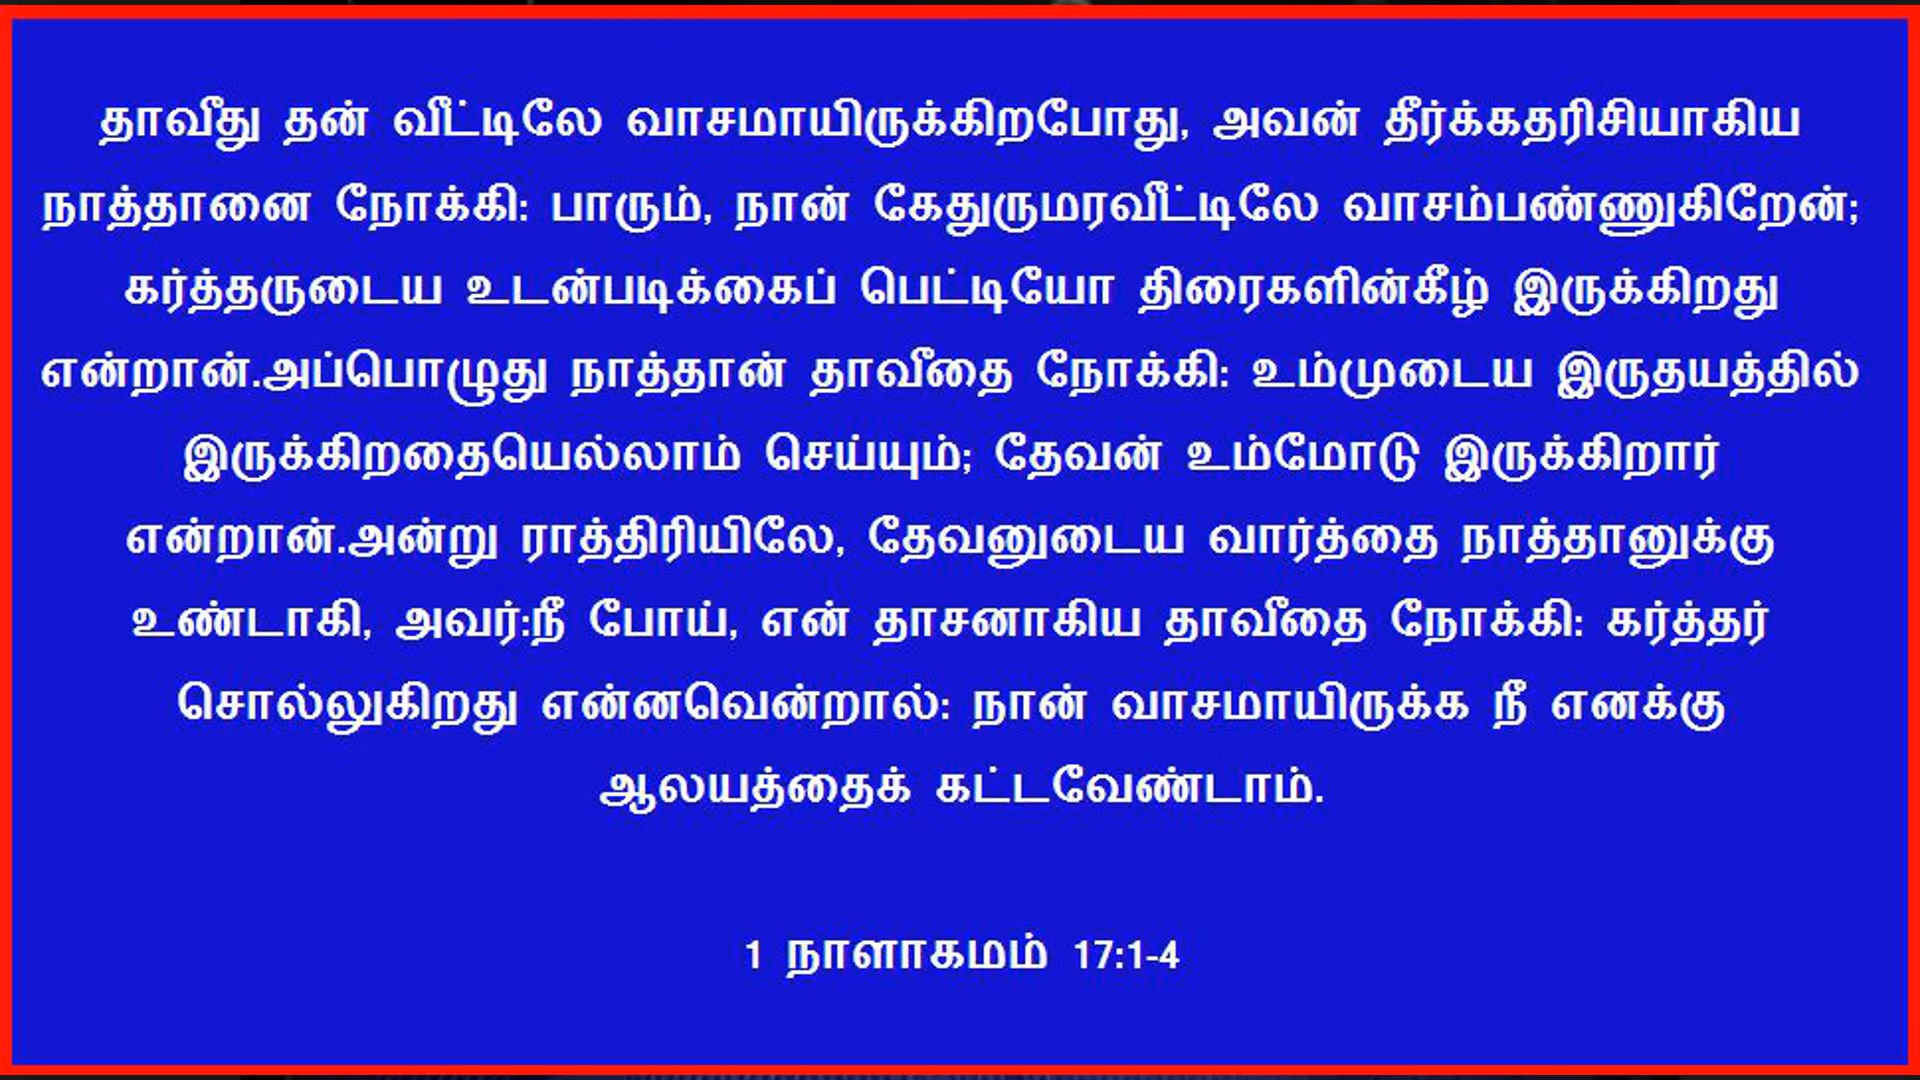 தாவீது தன் வீட்டிலே வாசமாயிருக்கிறபோது, அவன் தீர்க்கதரிசியாகிய
நாத்தானை நோக்கி: பாரும், நான் கேதுருமரவீட்டிலே வாசம்பண்ணுகிறேன்;
கர்த்தருடைய உடன்படிக்கைப் பெட்டியோ திரைகளின்கீழ் இருக்கிறது
என்றான்.அப்பொழுது நாத்தான் தாவீதை நோக்கி: உம்முடைய இருதயத்தில்
இருக்கிறதையெல்லாம் செய்யும்; தேவன் உம்மோடு இருக்கிறார்
என்றான்.அன்று ராத்திரியிலே, தேவனுடைய வார்த்தை நாத்தானுக்கு
உண்டாகி, அவர்:நீ போய், என் தாசனாகிய தாவீதை நோக்கி: கர்த்தர்
சொல்லுகிறது என்னவென்றால்: நான் வாசமாயிருக்க நீ எனக்கு
ஆலயத்தைக் கட்டவேண்டாம்.
1 நாளாகமம் 17:1-4